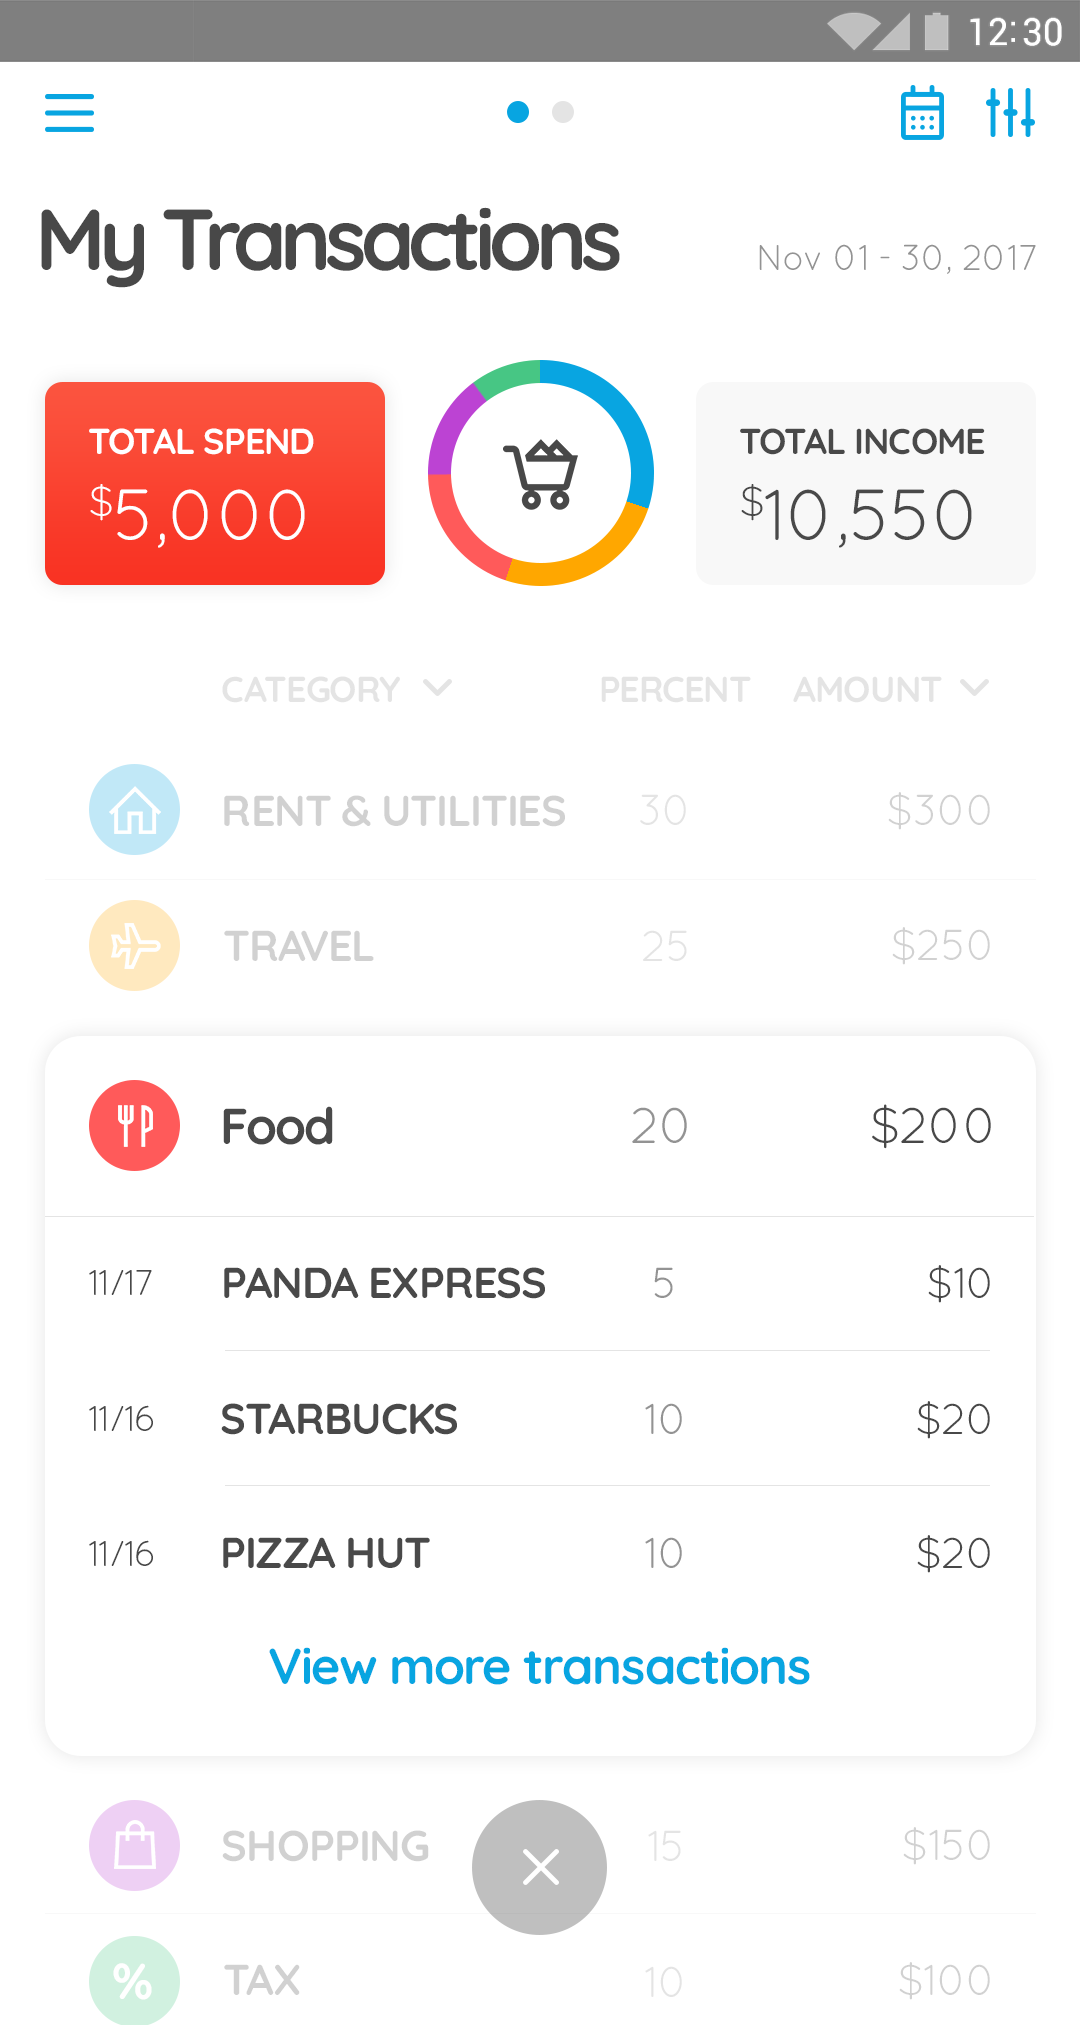 12:30
My Transactions
Nov 01 - 30, 2017
TOTAL SPEND
$5,000
TOTAL INCOME
$10,550
CATEGORY PERCENT AMOUNT
RENT & UTILITIES 30 $300
TRAVEL 25 $250
Food 20 $200
11/17 PANDA EXPRESS 5 $10
11/16 STARBUCKS 10 $20
11/16 PIZZA HUT 10 $20
View more transactions
SHOPPING 15 $150
% TAX 10 $100